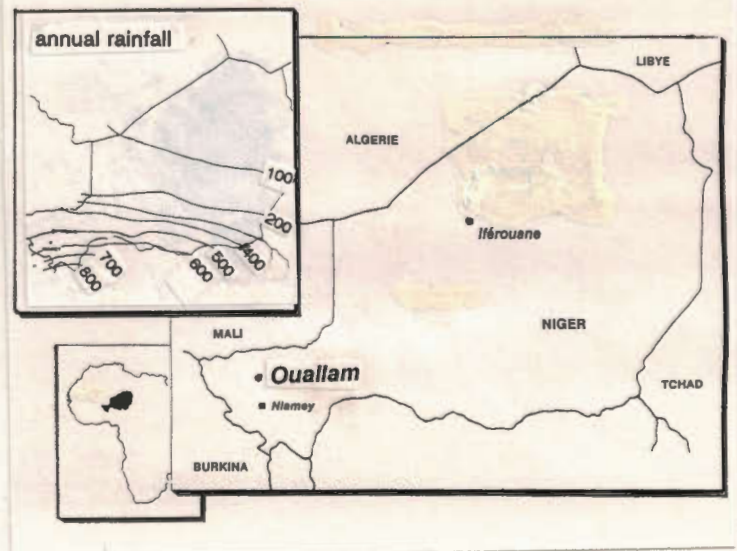 annual rainfall
100
200
400
500
600
700
800
LIBYE
ALGERIE
Iférouane
NIGER
MALI
TCHAD
Ouallam
Niamey
BURKINA